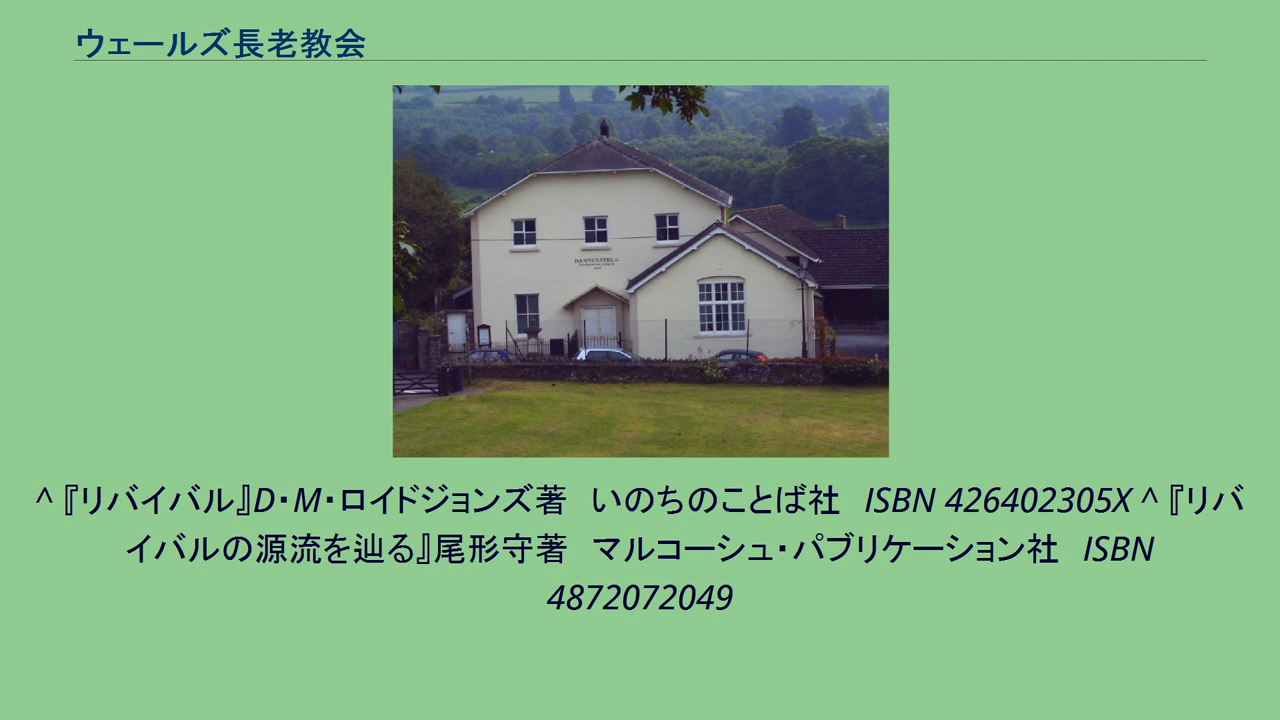 ウェールズ長老教会
DANYCASTELL
^ 『リバイバル』D・M・ロイドジョンズ著　いのちのことば社　ISBN 426402305X ^ 『リバ
イバルの源流を辿る』尾形守著　マルコーシュ・パブリケーション社　ISBN
4872072049